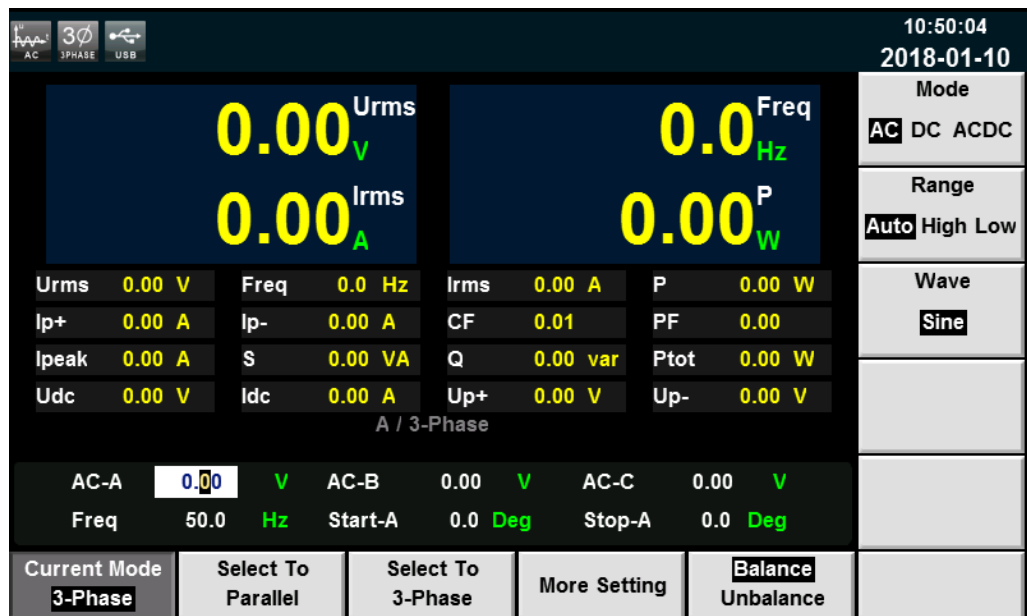 U
AC
3Ø
3PHASE
USB
10:50:04
2018-01-10
0.00 Urms V
0.0 Freq Hz
0.00 Irms A
0.00 P W
Mode
AC DC ACDC
Range
Auto High Low
Wave
Sine
Urms 0.00 V Freq 0.0 Hz Irms 0.00 A P 0.00 W
Ip+ 0.00 A Ip- 0.00 A CF 0.01 PF 0.00
Ipeak 0.00 A S 0.00 VA Q 0.00 var Ptot 0.00 W
Udc 0.00 V Idc 0.00 A Up+ 0.00 V Up- 0.00 V
A / 3-Phase
AC-A 0.00 V AC-B 0.00 V AC-C 0.00 V
Freq 50.0 Hz Start-A 0.0 Deg Stop-A 0.0 Deg
Current Mode
3-Phase
Select To
Parallel
Select To
3-Phase
More Setting
Balance
Unbalance